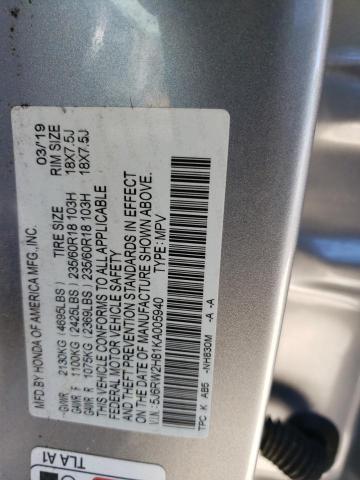 MFD.BY HONDA OF AMERICA MFG.,INC. 03/'19
TIRE SIZE RIM SIZE
GVWR 2130KG (4695LBS)
GAWR F 1100KG (2425LBS) 235/60R18 103H 18X7.5J
GAWR R 1075KG (2369LBS) 235/60R18 103H 18X7.5J
THIS VEHICLE CONFORMS TO ALL APPLICABLE
FEDERAL MOTOR VEHICLE SAFETY
AND THEFT PREVENTION STANDARDS IN EFFECT
ON THE DATE OF MANUFACTURE SHOWN ABOVE.
V.I.N.:5J6RW2H81KA005940 TYPE: MPV
TPC K AB5 -NH830M -A -A
TLA A1